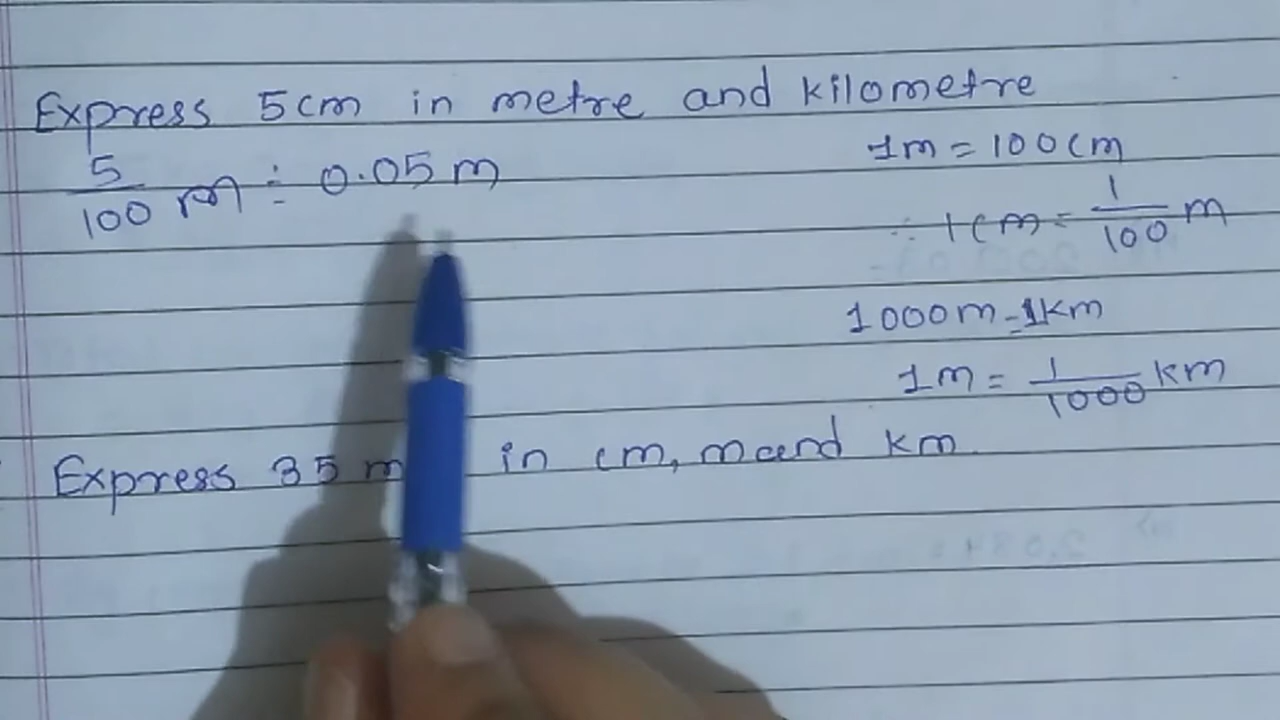 Express 5cm in metre and kilometre
5/100 m = 0.05 m
1m = 100cm
∴ 1cm = 1/100 m
1000m = 1km
1m = 1/1000 km
Express 35 m in cm, m and km.